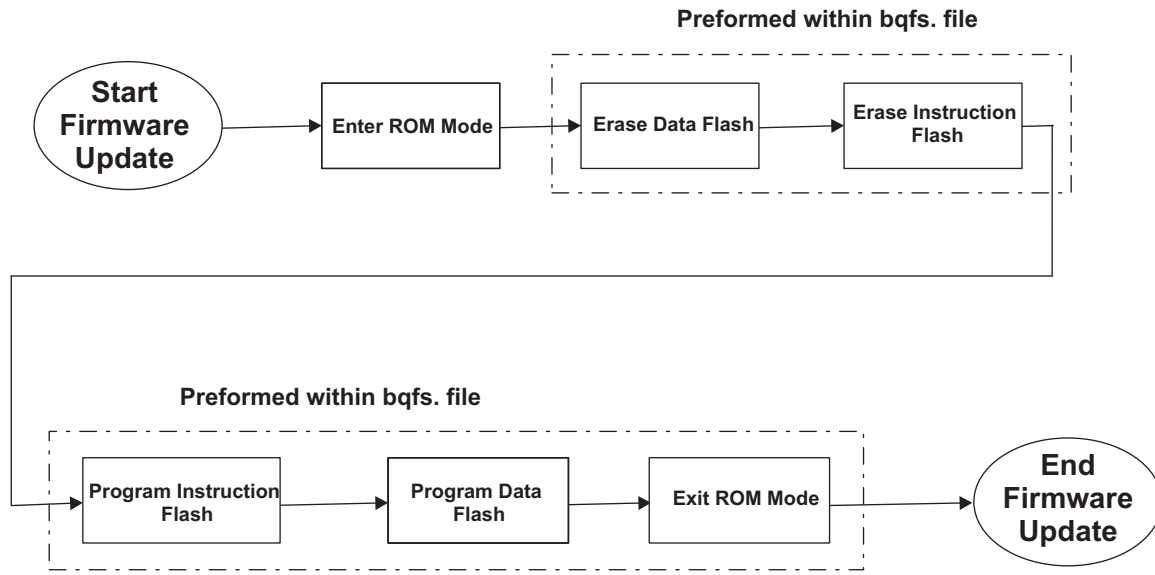 Preformed within bqfs. file
Start
Firmware
Update
Enter ROM Mode
Erase Data Flash
Erase Instruction
Flash
Preformed within bqfs. file
Program Instruction
Flash
Program Data
Flash
Exit ROM Mode
End
Firmware
Update